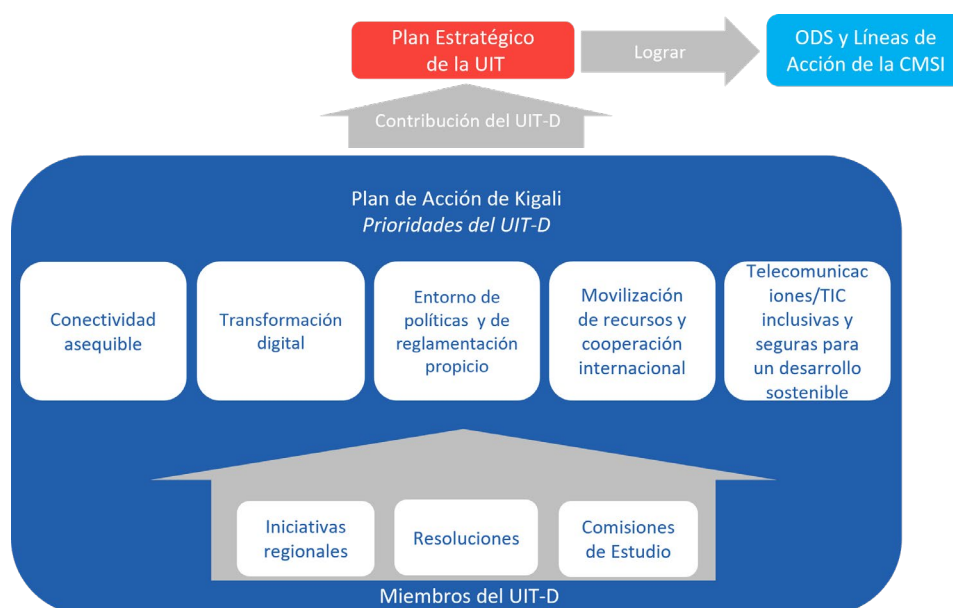 Plan Estratégico
de la UIT
Lograr
ODS y Líneas de
Acción de la CMSI
Contribución del UIT-D
Plan de Acción de Kigali
Prioridades del UIT-D
Conectividad
asequible
Transformación
digital
Entorno de
políticas y de
reglamentación
propicio
Movilización
de recursos y
cooperación
internacional
Telecomunicac
iones/TIC
inclusivas y
seguras para
un desarrollo
sostenible
Iniciativas
regionales
Resoluciones
Comisiones
de Estudio
Miembros del UIT-D